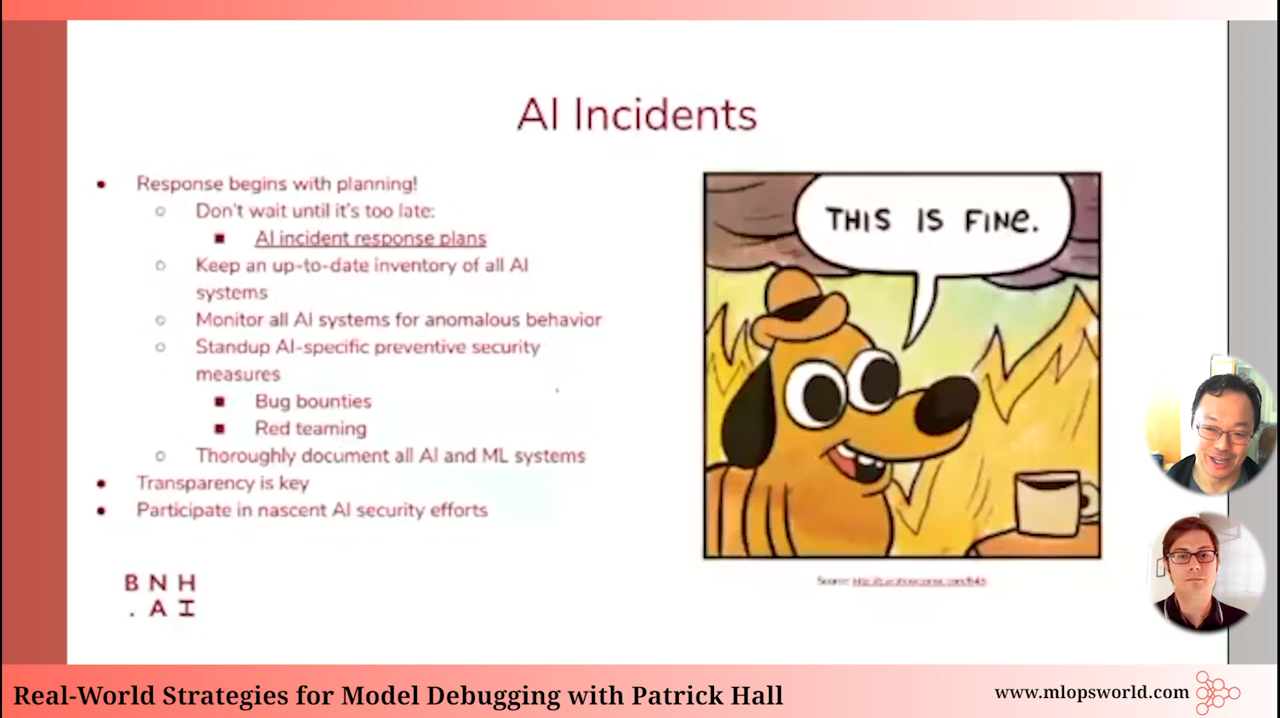 AI Incidents
Response begins with planning!
Don't wait until it's too late:
AI incident response plans
Keep an up-to-date inventory of all AI
systems
Monitor all AI systems for anomalous behavior
Standup AI-specific preventive security
measures
Bug bounties
Red teaming
Thoroughly document all AI and ML systems
Transparency is key
Participate in nascent AI security efforts
THIS IS FINE.
Source:
B N H
. A I
Real-World Strategies for Model Debugging with Patrick Hall
www.mlopsworld.com